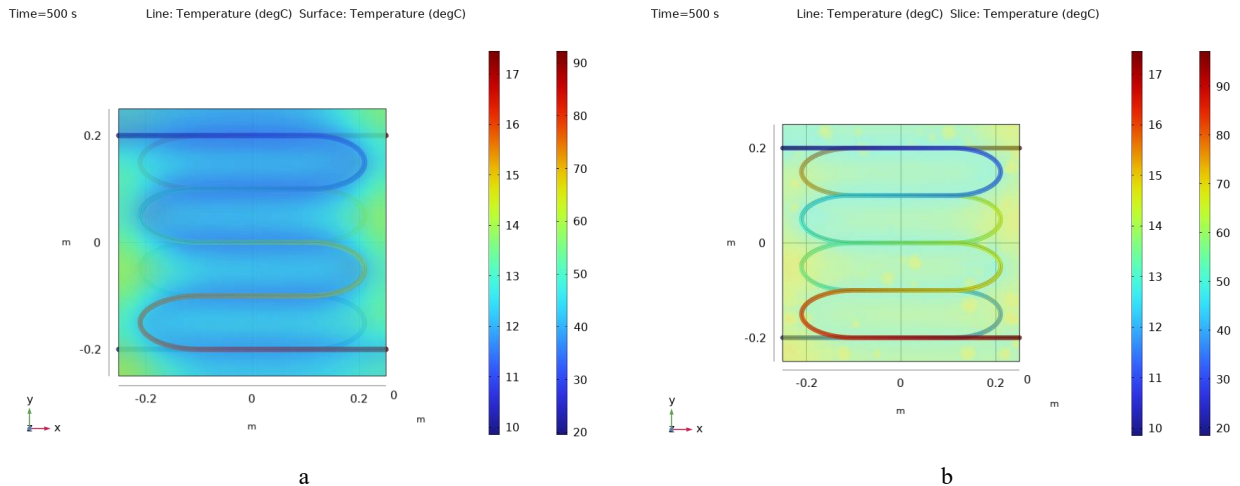 Time=500 s Line: Temperature (degC) Surface: Temperature (degC)
17
16
15
14
13
12
11
10
90
80
70
60
50
40
30
20
0.2
0
-0.2
m
-0.2
0
0.2
0
m
m
y
z
x
a
Time=500 s Line: Temperature (degC) Slice: Temperature (degC)
17
16
15
14
13
12
11
10
90
80
70
60
50
40
30
20
0.2
0
-0.2
m
-0.2
0
0.2
0
m
m
y
z
x
b